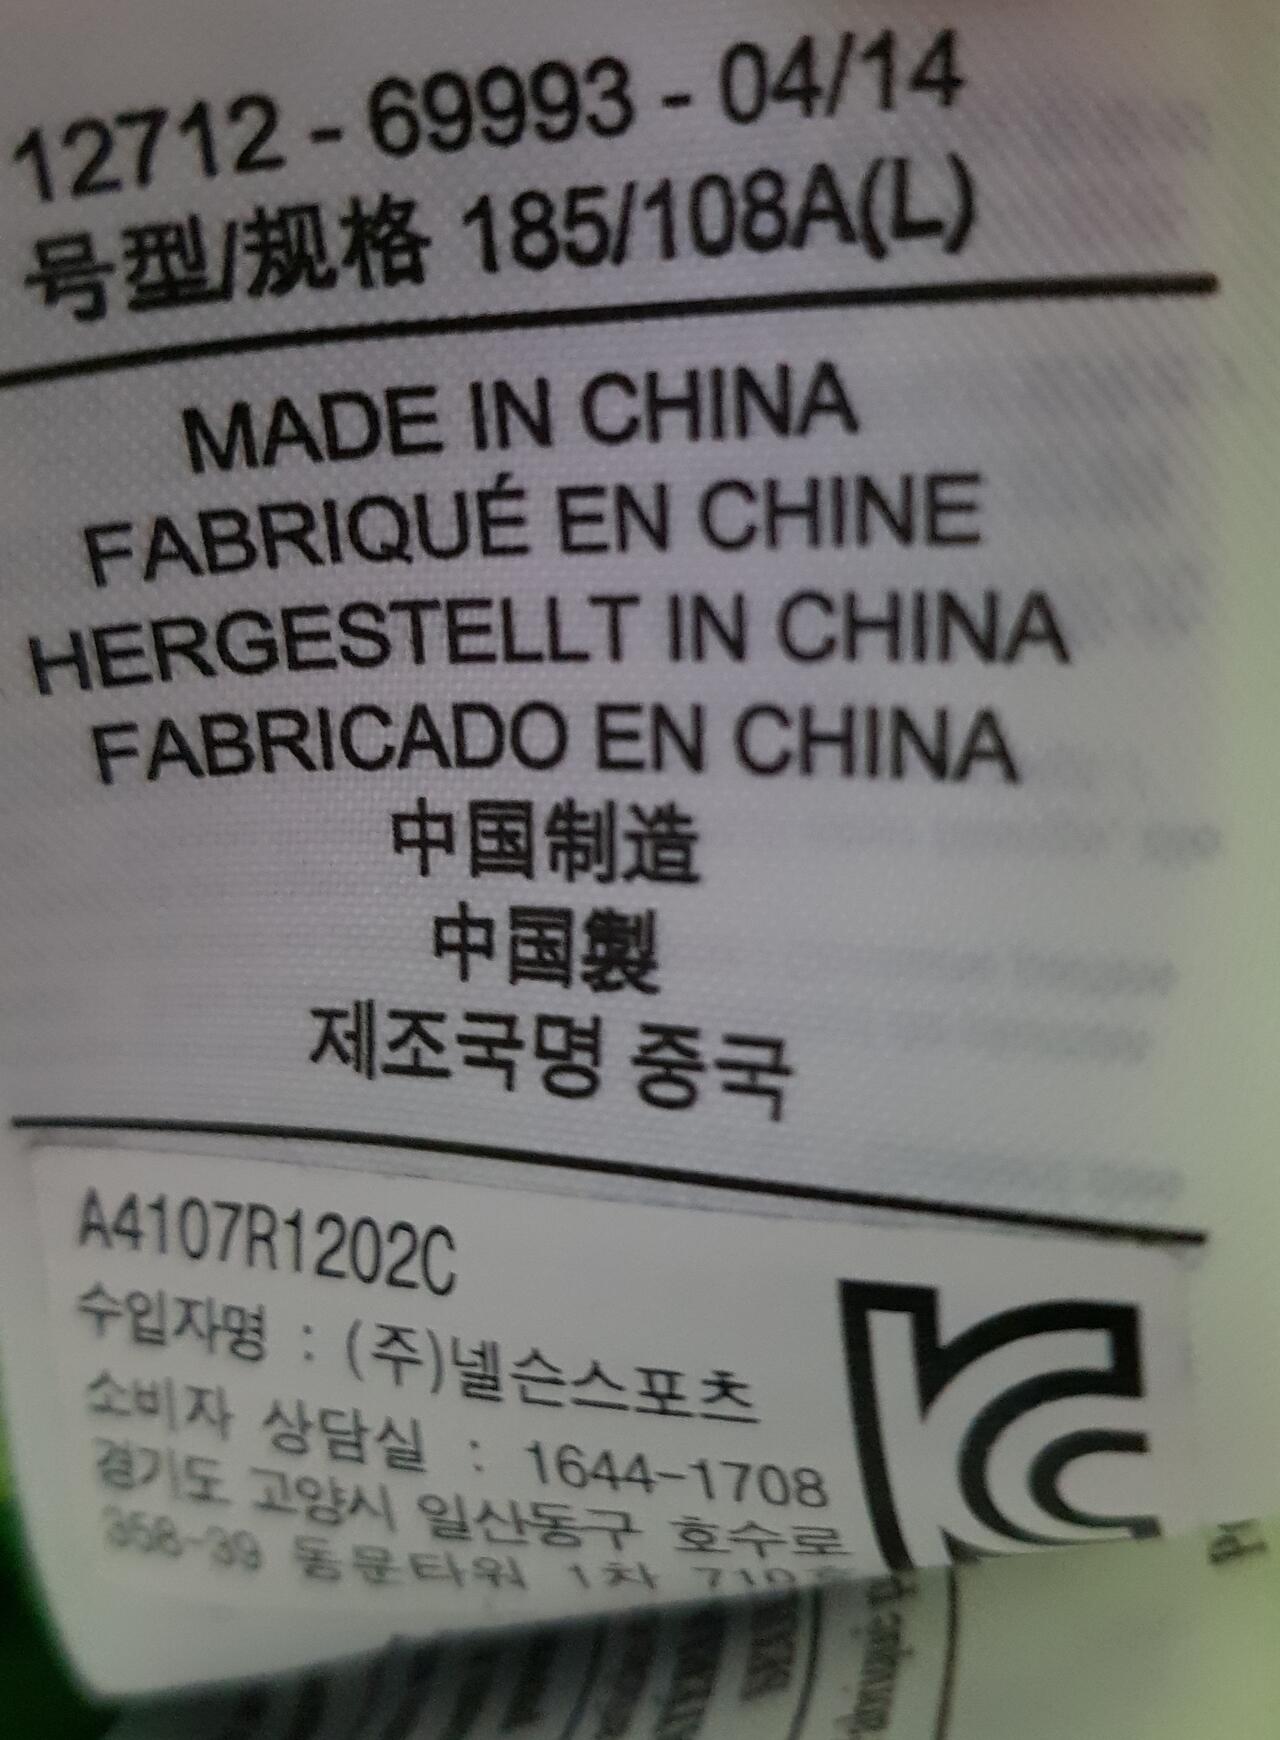 12712 - 69993 - 04/14
号型/规格 185/108A(L)
MADE IN CHINA
FABRIQUÉ EN CHINE
HERGESTELLT IN CHINA
FABRICADO EN CHINA
中国制造
中国製
제조국명 중국
A4107R1202C
수입자명 : (주)넬슨스포츠
소비자 상담실 : 1644-1708
경기도 고양시 일산동구 호수로
358-39 동문타워 1차
KC